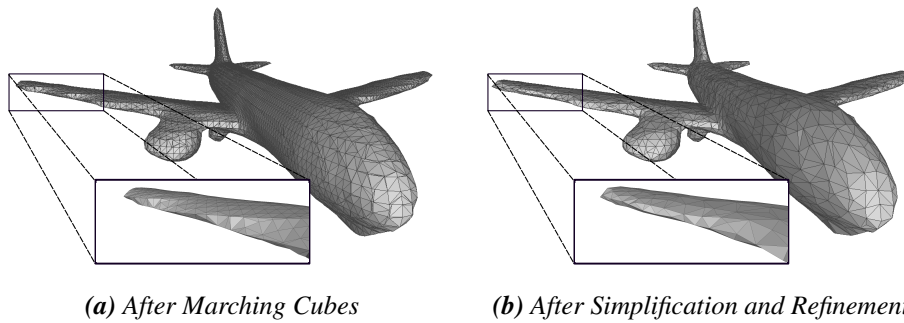 (a) After Marching Cubes
(b) After Simplification and Refinement